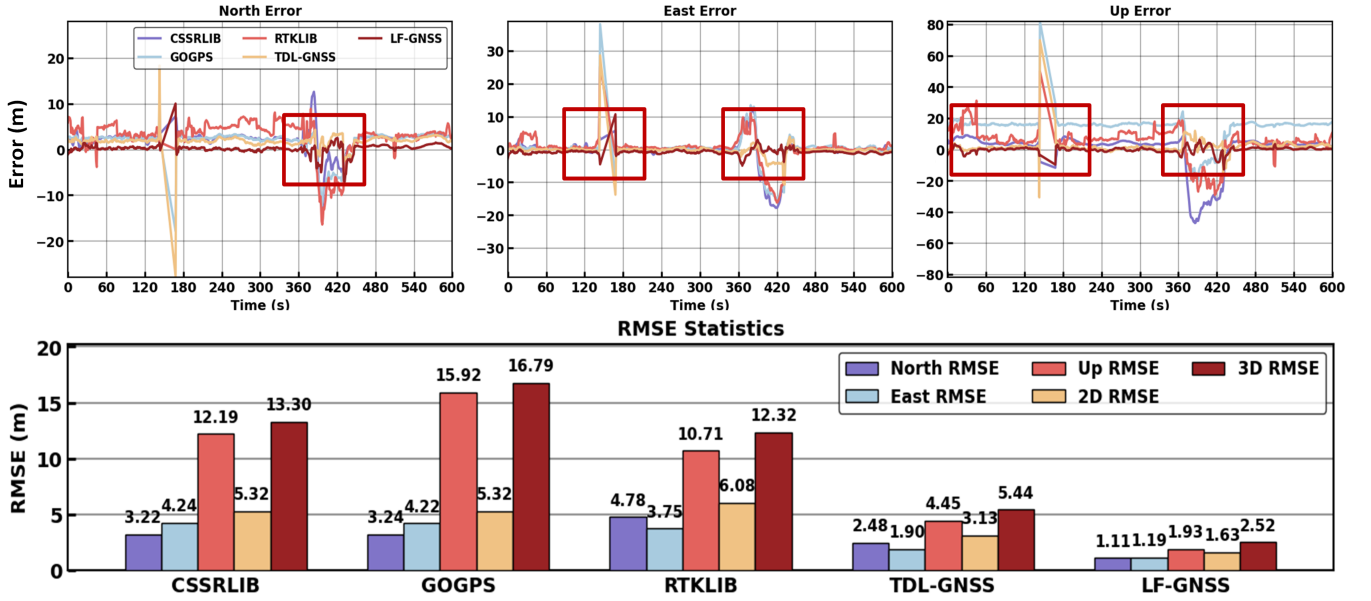 North Error East Error Up Error
CSSRLIB RTKLIB LF-GNSS
GOGPS TDL-GNSS
Error (m)
20
10
0
−10
−20
0 60 120 180 240 300 360 420 480 600
Time (s)
30
20
10
0
−10
−20
−30
0 60 120 180 240 300 360 420 480 600
Time (s)
80
60
40
20
0
−20
−40
−60
−80
0 60 120 180 240 300 360 420 480 600
Time (s)
RMSE Statistics
RMSE (m)
20
15
10
5
0
North RMSE Up RMSE 3D RMSE
East RMSE 2D RMSE
3.22 4.24 12.19 5.32 13.30
3.24 4.22 15.92 5.32 16.79
4.78 3.75 10.71 6.08 12.32
2.48 1.90 4.45 3.13 5.44
1.11 1.19 1.93 1.63 2.52
CSSRLIB GOGPS RTKLIB TDL-GNSS LF-GNSS